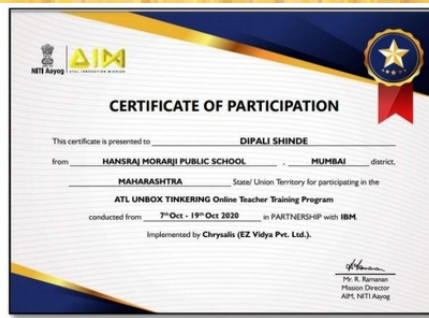 NITI Aayog
AIM
ATAL INNOVATION MISSION
CERTIFICATE OF PARTICIPATION
This certificate is presented to DIPALI SHINDE
from HANSRAJ MORARJI PUBLIC SCHOOL , MUMBAI district,
MAHARASHTRA State/ Union Territory for participating in the
ATL UNBOX TINKERING Online Teacher Training Program
conducted from 7th Oct - 19th Oct 2020 in PARTNERSHIP with IBM.
Implemented by Chrysalis (EZ Vidya Pvt. Ltd.).
Mr. R. Ramanan
Mission Director
AIM, NITI Aayog